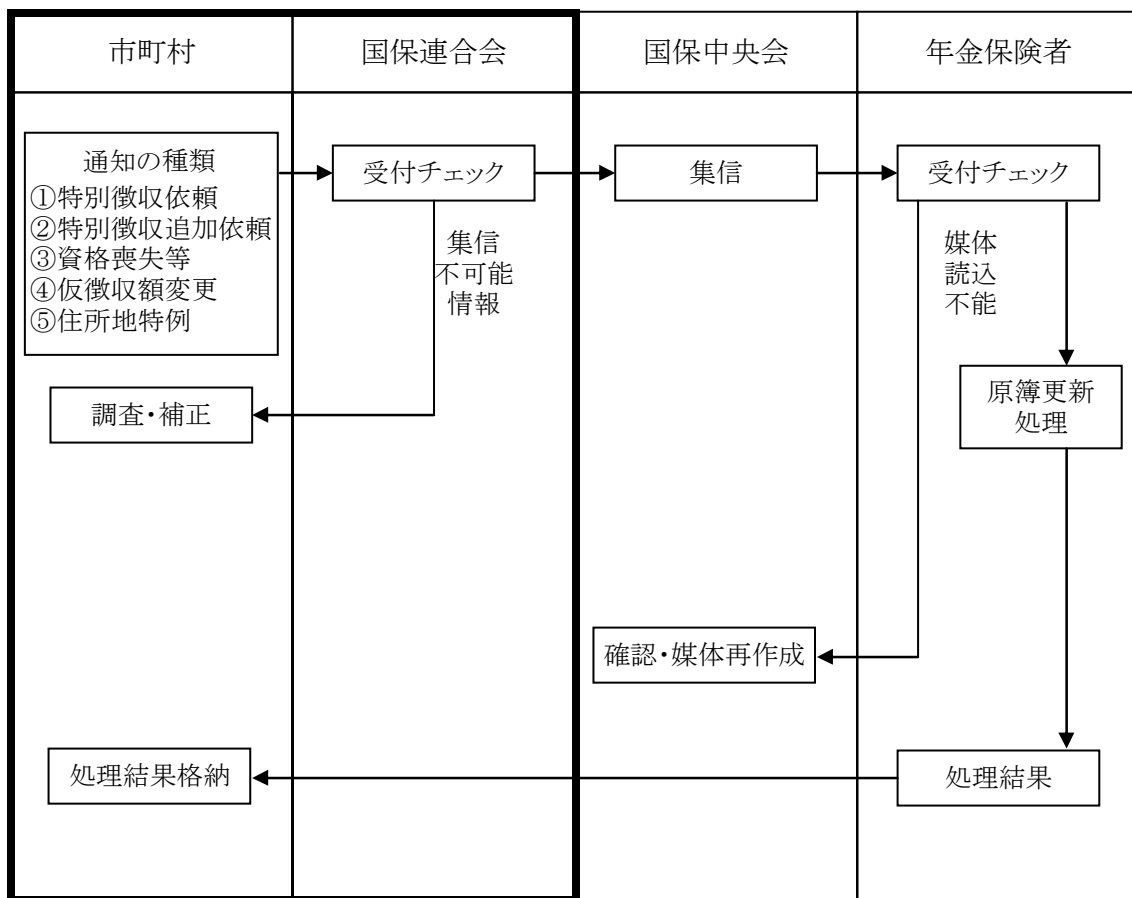 市町村
国保連合会
国保中央会
年金保険者
通知の種類
①特別徴収依頼
②特別徴収追加依頼
③資格喪失等
④仮徴収額変更
⑤住所地特例
受付チェック
集信
受付チェック
集信
不可能
情報
媒体
読込
不能
調査・補正
原簿更新
処理
確認・媒体再作成
処理結果格納
処理結果